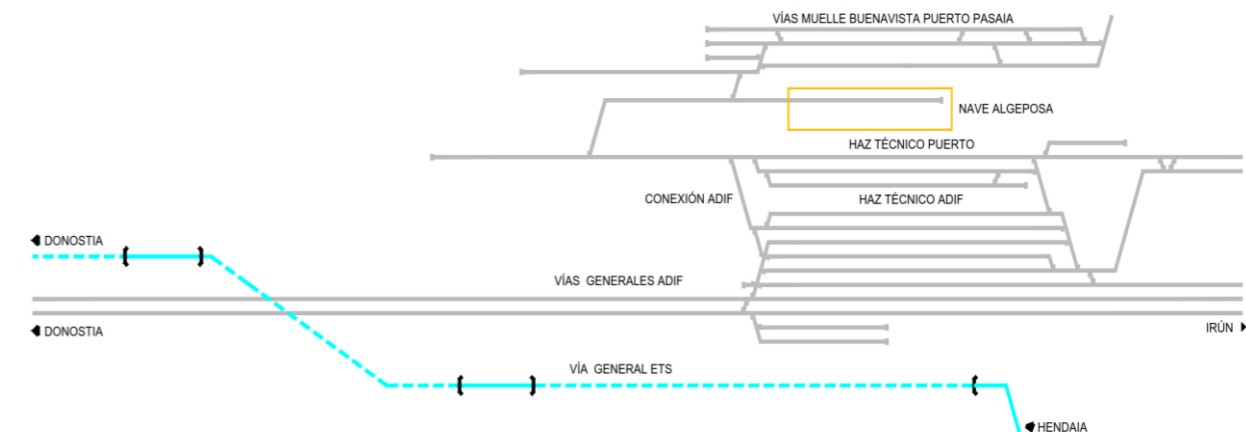 VÍAS MUELLE BUENAVISTA PUERTO PASAIA
NAVE ALGEPOSA
HAZ TÉCNICO PUERTO
CONEXIÓN ADIF
HAZ TÉCNICO ADIF
DONOSTIA
VÍAS GENERALES ADIF
DONOSTIA
IRÚN
VÍA GENERAL ETS
HENDAIA